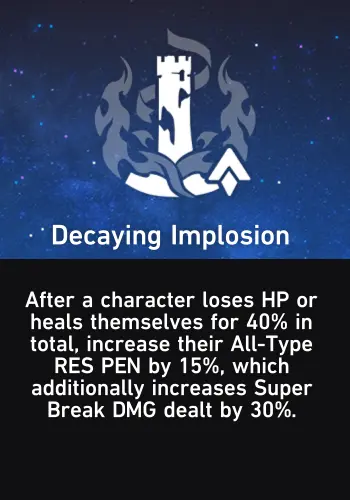 Decaying Implosion
After a character loses HP or
heals themselves for 40% in
total, increase their All-Type
RES PEN by 15%, which
additionally increases Super
Break DMG dealt by 30%.